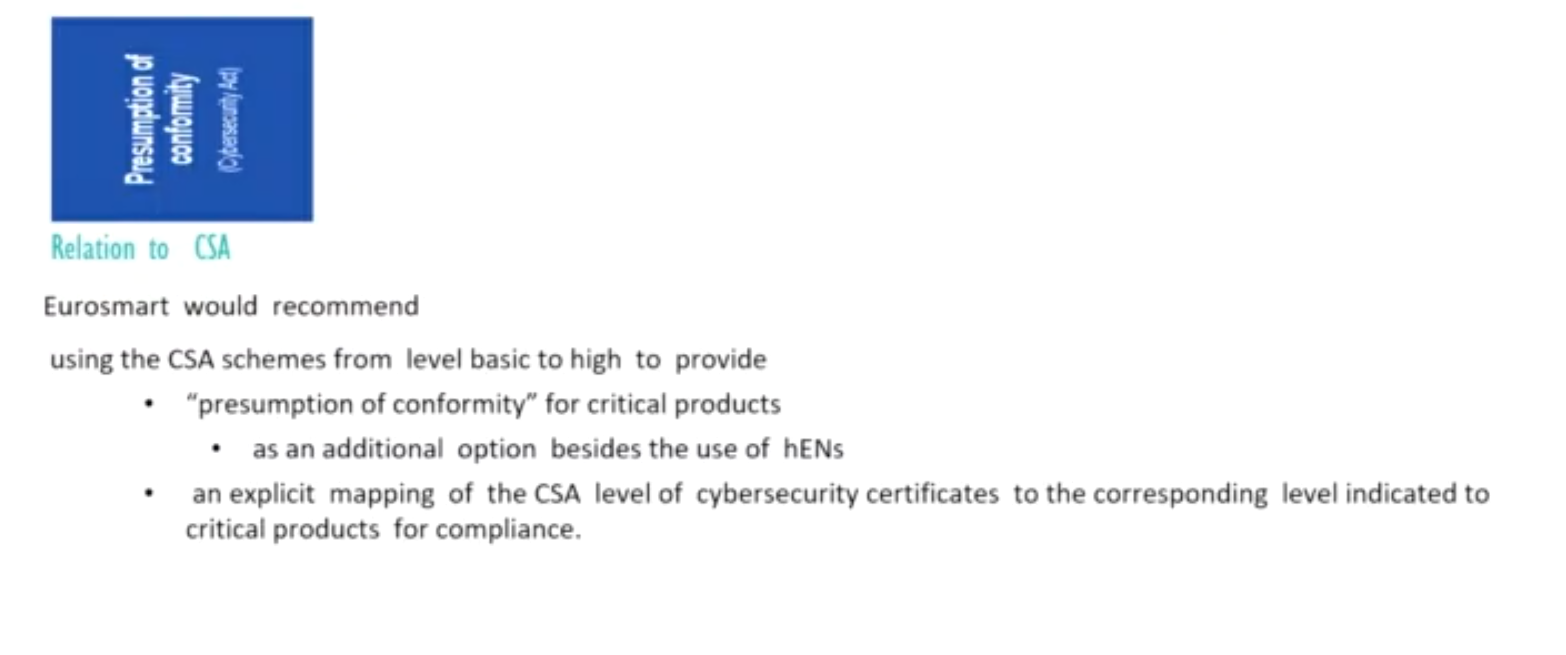 Presumption of
conformity
(Cybersecurity Act)
Relation to CSA
Eurosmart would recommend
using the CSA schemes from level basic to high to provide
• “presumption of conformity” for critical products
• as an additional option besides the use of hENs
• an explicit mapping of the CSA level of cybersecurity certificates to the corresponding level indicated to
critical products for compliance.